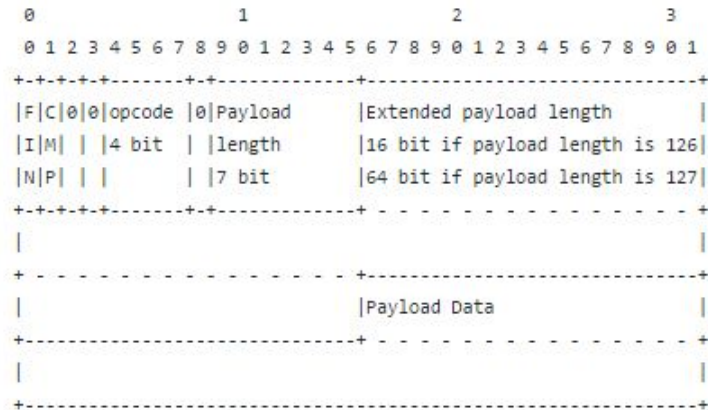 0                   1                   2                   3
 0 1 2 3 4 5 6 7 8 9 0 1 2 3 4 5 6 7 8 9 0 1 2 3 4 5 6 7 8 9 0 1
+-+-+-+-+-------+-+-------------+-------------------------------+
|F|C|0|0|opcode |0|Payload      |Extended payload length        |
|I|M| | |4 bit  | |length       |16 bit if payload length is 126|
|N|P| | |       | |7 bit        |64 bit if payload length is 127|
+-+-+-+-+-------+-+-------------+ - - - - - - - - - - - - - - - +
|                                                               |
+ - - - - - - - - - - - - - - - +-------------------------------+
|                               |Payload Data                   |
+-------------------------------+ - - - - - - - - - - - - - - - +
|                                                               |
+---------------------------------------------------------------+